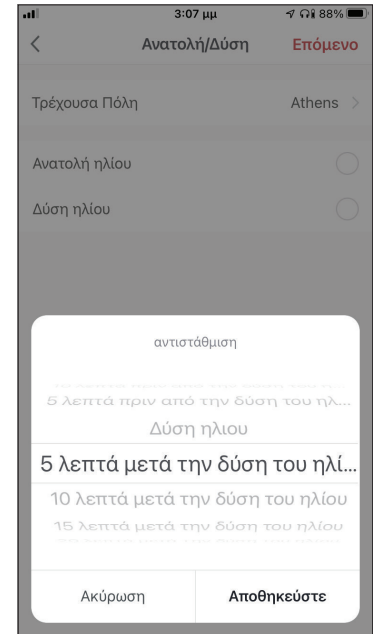 3:07 μμ 88%
Ανατολή/Δύση Επόμενο
Τρέχουσα Πόλη Athens
Ανατολή ηλίου
Δύση ηλίου
αντιστάθμιση
5 λεπτά πριν από την δύση του ηλ...
Δύση ηλιου
5 λεπτά μετά την δύση του ηλί...
10 λεπτά μετά την δύση του ηλίου
15 λεπτά μετά την δύση του ηλίου
Ακύρωση Αποθηκεύστε